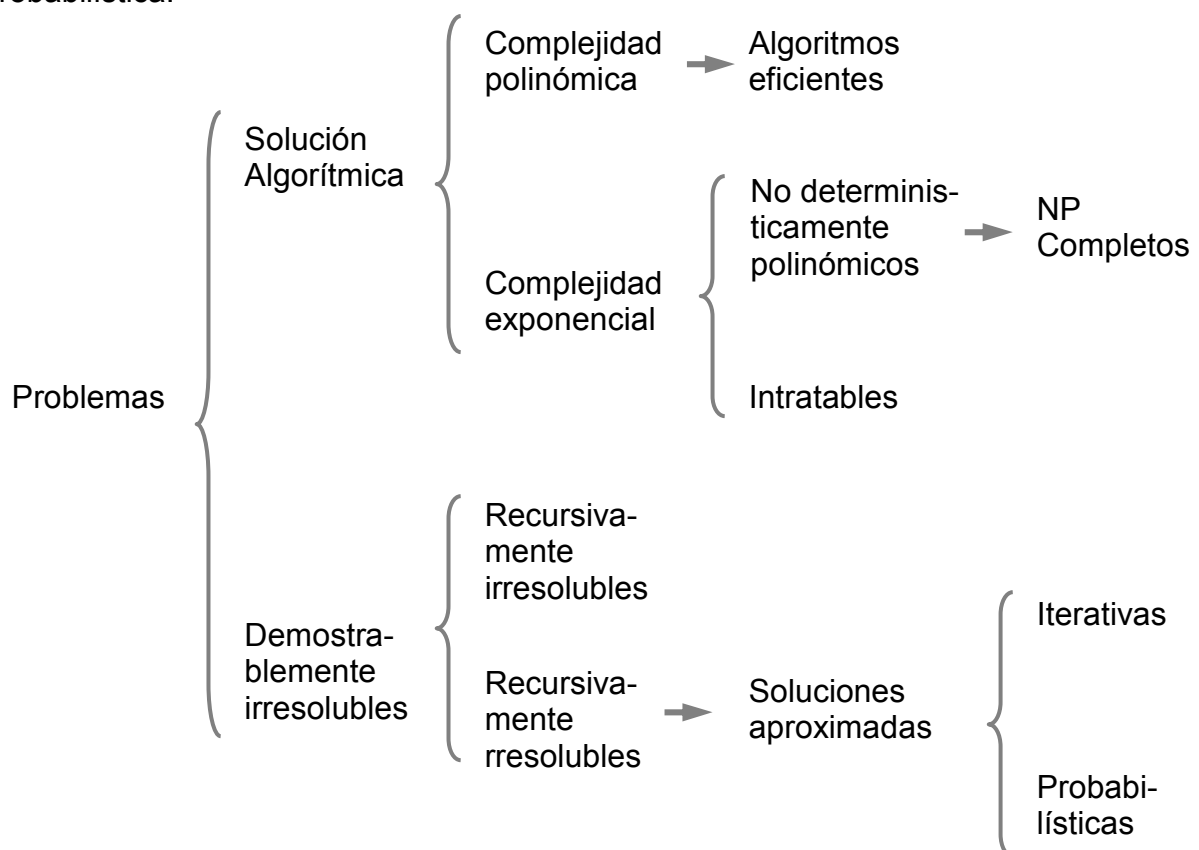 Complejidad
polinómica
Algoritmos
eficientes
Solución
Algorítmica
No determinis-
ticamente
polinómicos
NP
Completos
Complejidad
exponencial
Problemas
Intratables
Recursiva-
mente
irresolubles
Demostra-
blemente
irresolubles
Recursiva-
mente
rresolubles
Soluciones
aproximadas
Iterativas
Probabi-
lísticas